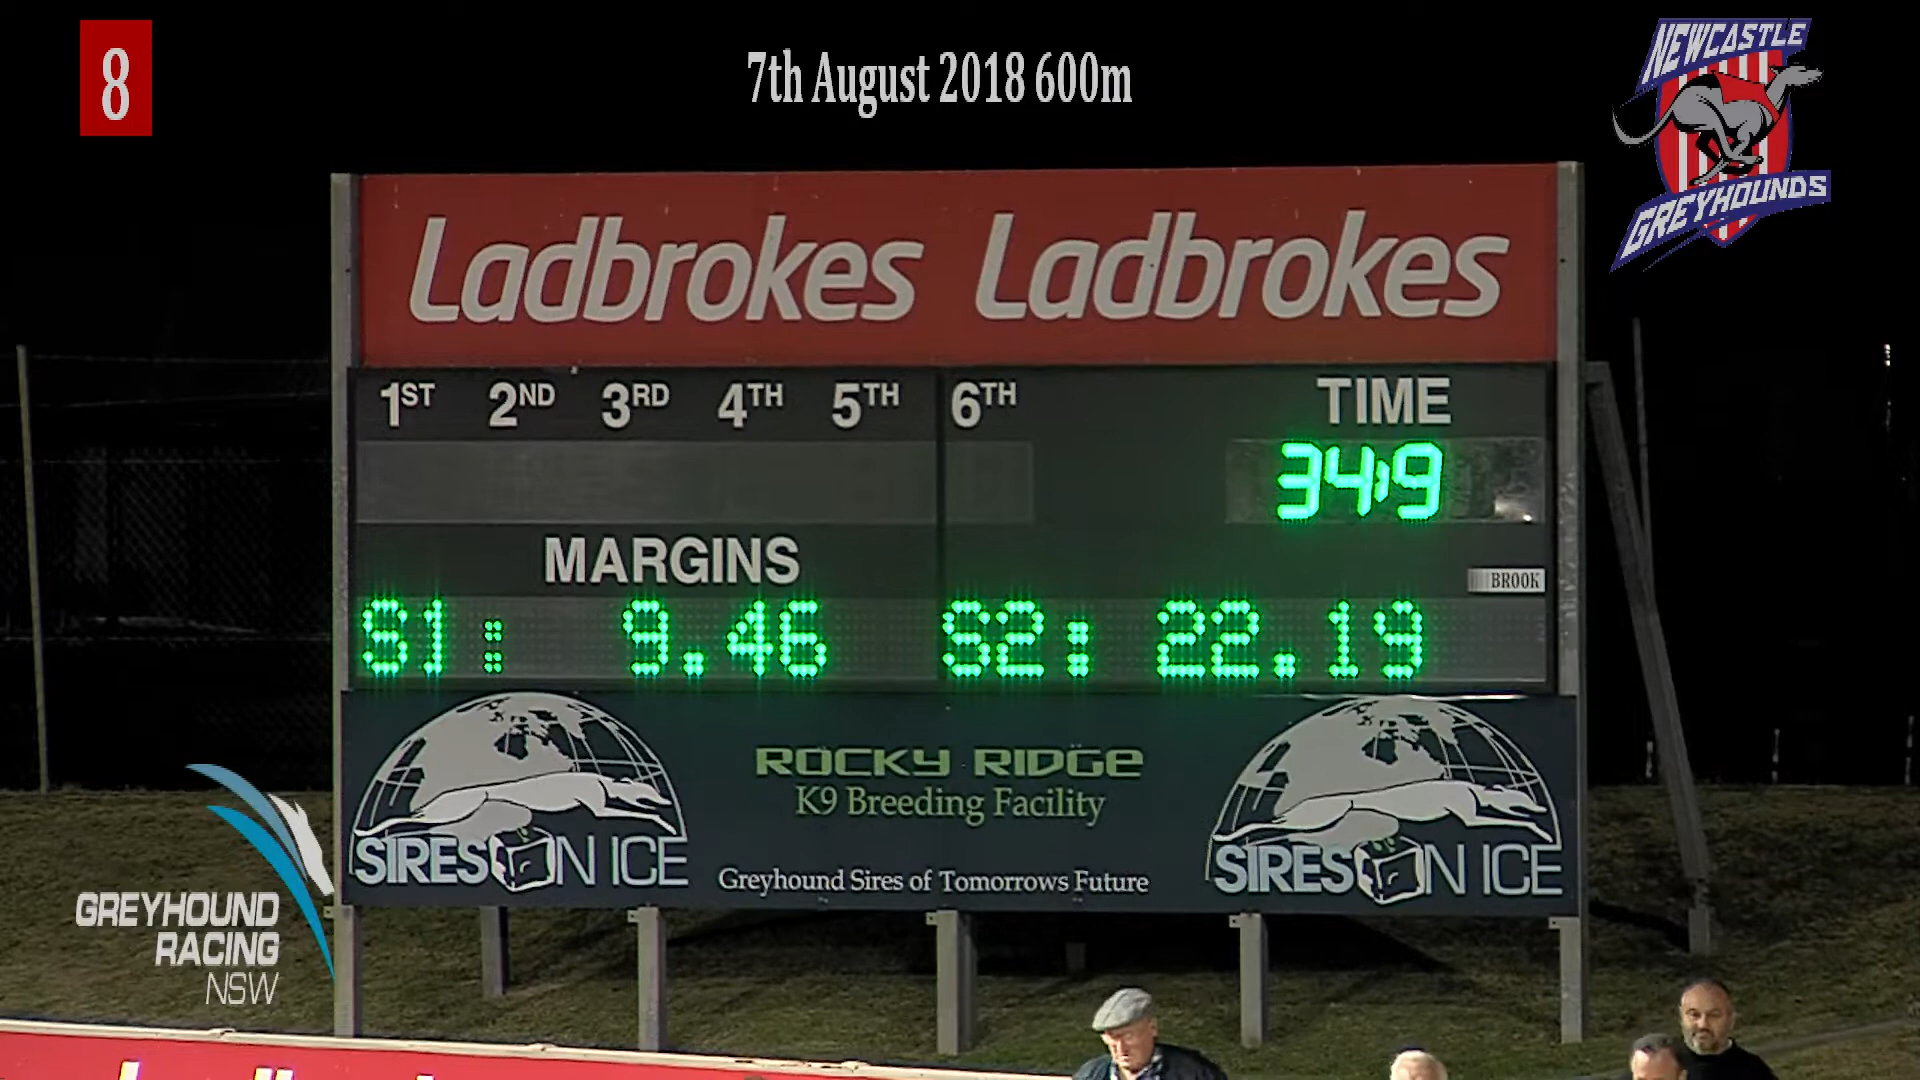 8
7th August 2018 600m
NEWCASTLE
GREYHOUNDS
Ladbrokes Ladbrokes
1ST 2ND 3RD 4TH 5TH 6TH TIME
34:9
MARGINS
BROOK
S1: 9.46 S2: 22.19
ROCKY RIDGE
K9 Breeding Facility
SIRES ON ICE
Greyhound Sires of Tomorrows Future
SIRES ON ICE
GREYHOUND
RACING
NSW